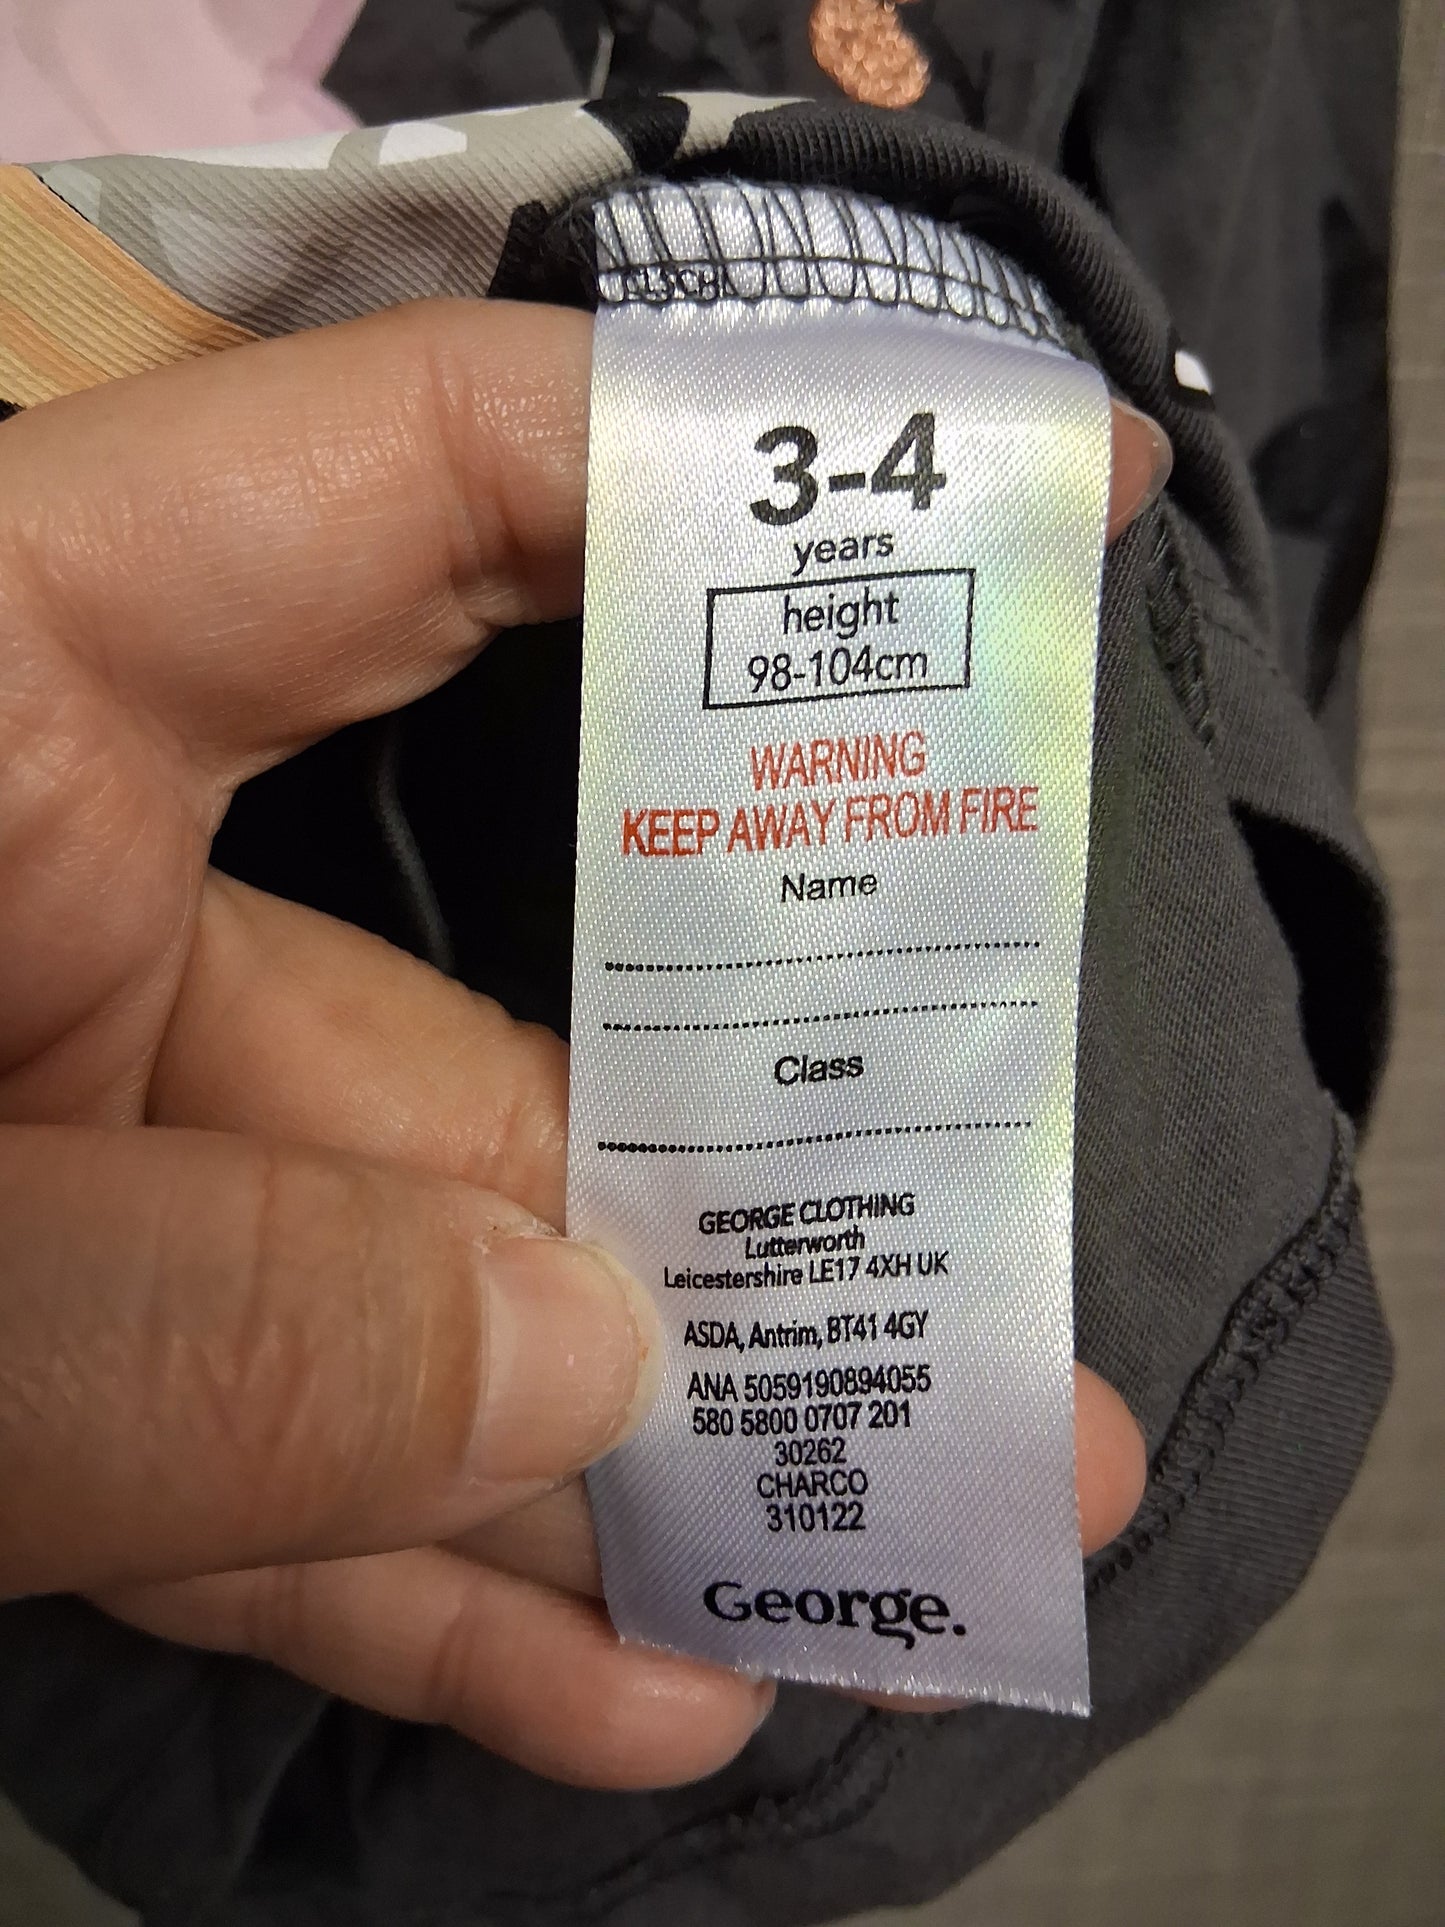 3-4
years
height
98-104cm
WARNING
KEEP AWAY FROM FIRE
Name
Class
GEORGE CLOTHING
Lutterworth
Leicestershire LE17 4XH UK
ASDA, Antrim, BT41 4GY
ANA 5059190894055
580 5800 0707 201
30262
CHARCO
310122
George.